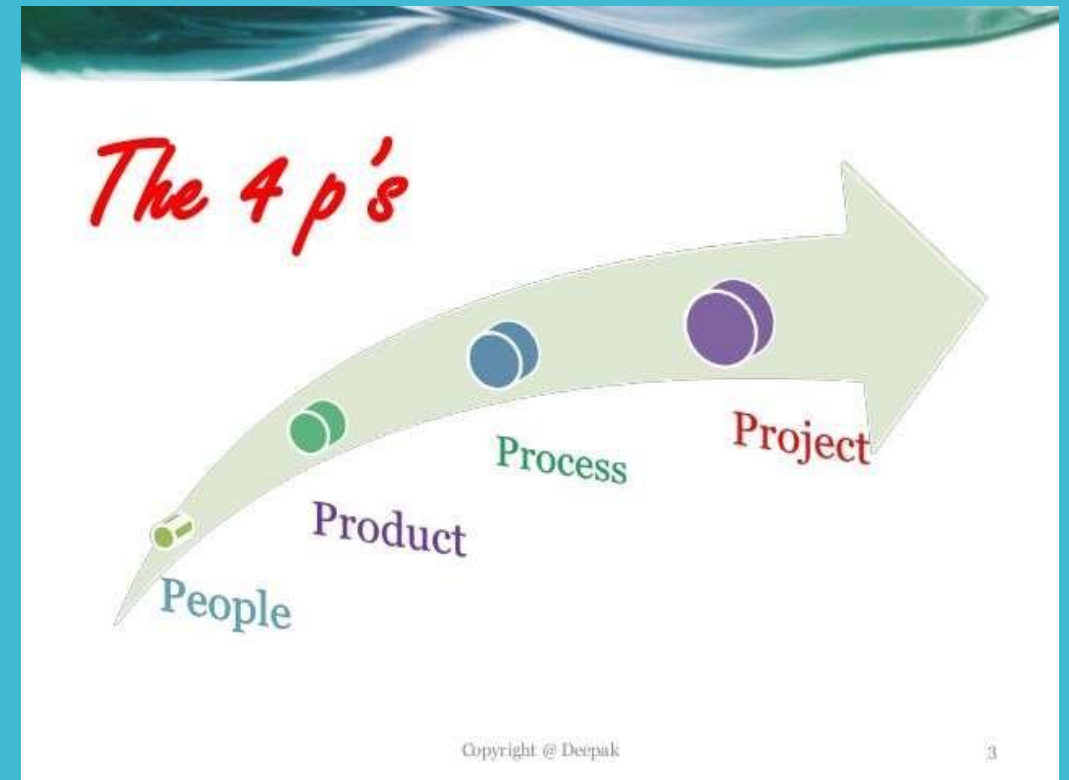 The 4 p's
People
Product
Process
Project
Copyright @ Deepak
3